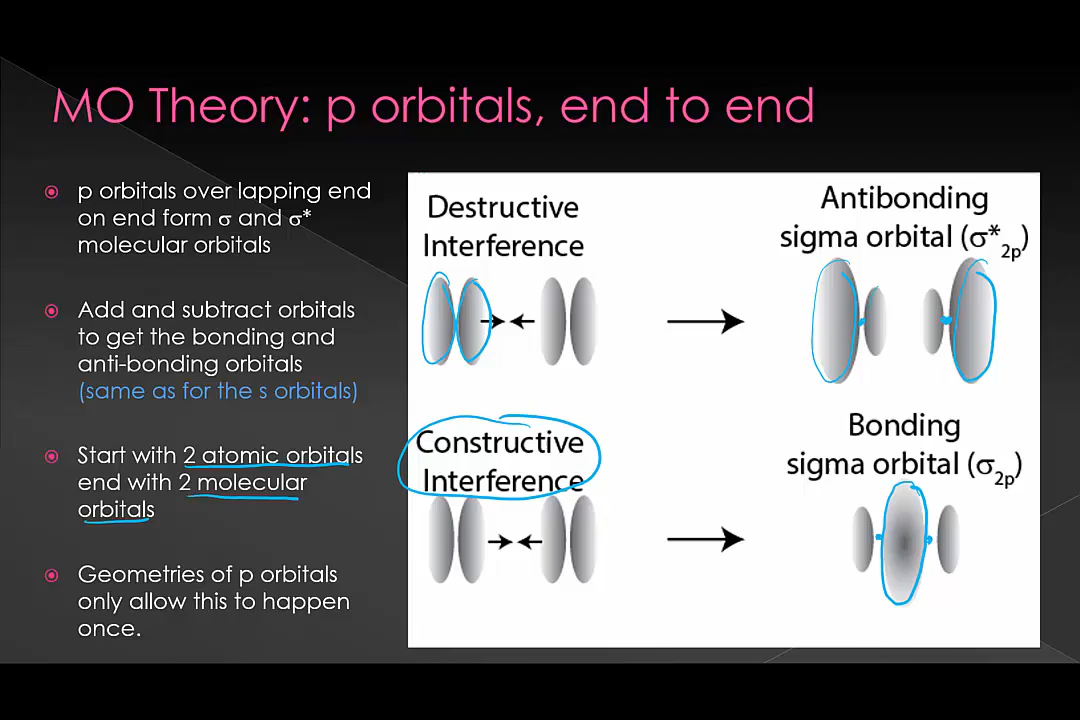 MO Theory: p orbitals, end to end
p orbitals over lapping end
on end form σ and σ*
molecular orbitals
Add and subtract orbitals
to get the bonding and
anti-bonding orbitals
(same as for the s orbitals)
Start with 2 atomic orbitals
end with 2 molecular
orbitals
Geometries of p orbitals
only allow this to happen
once.
Destructive
Interference
Antibonding
sigma orbital (σ*2p)
Constructive
Interference
Bonding
sigma orbital (σ2p)